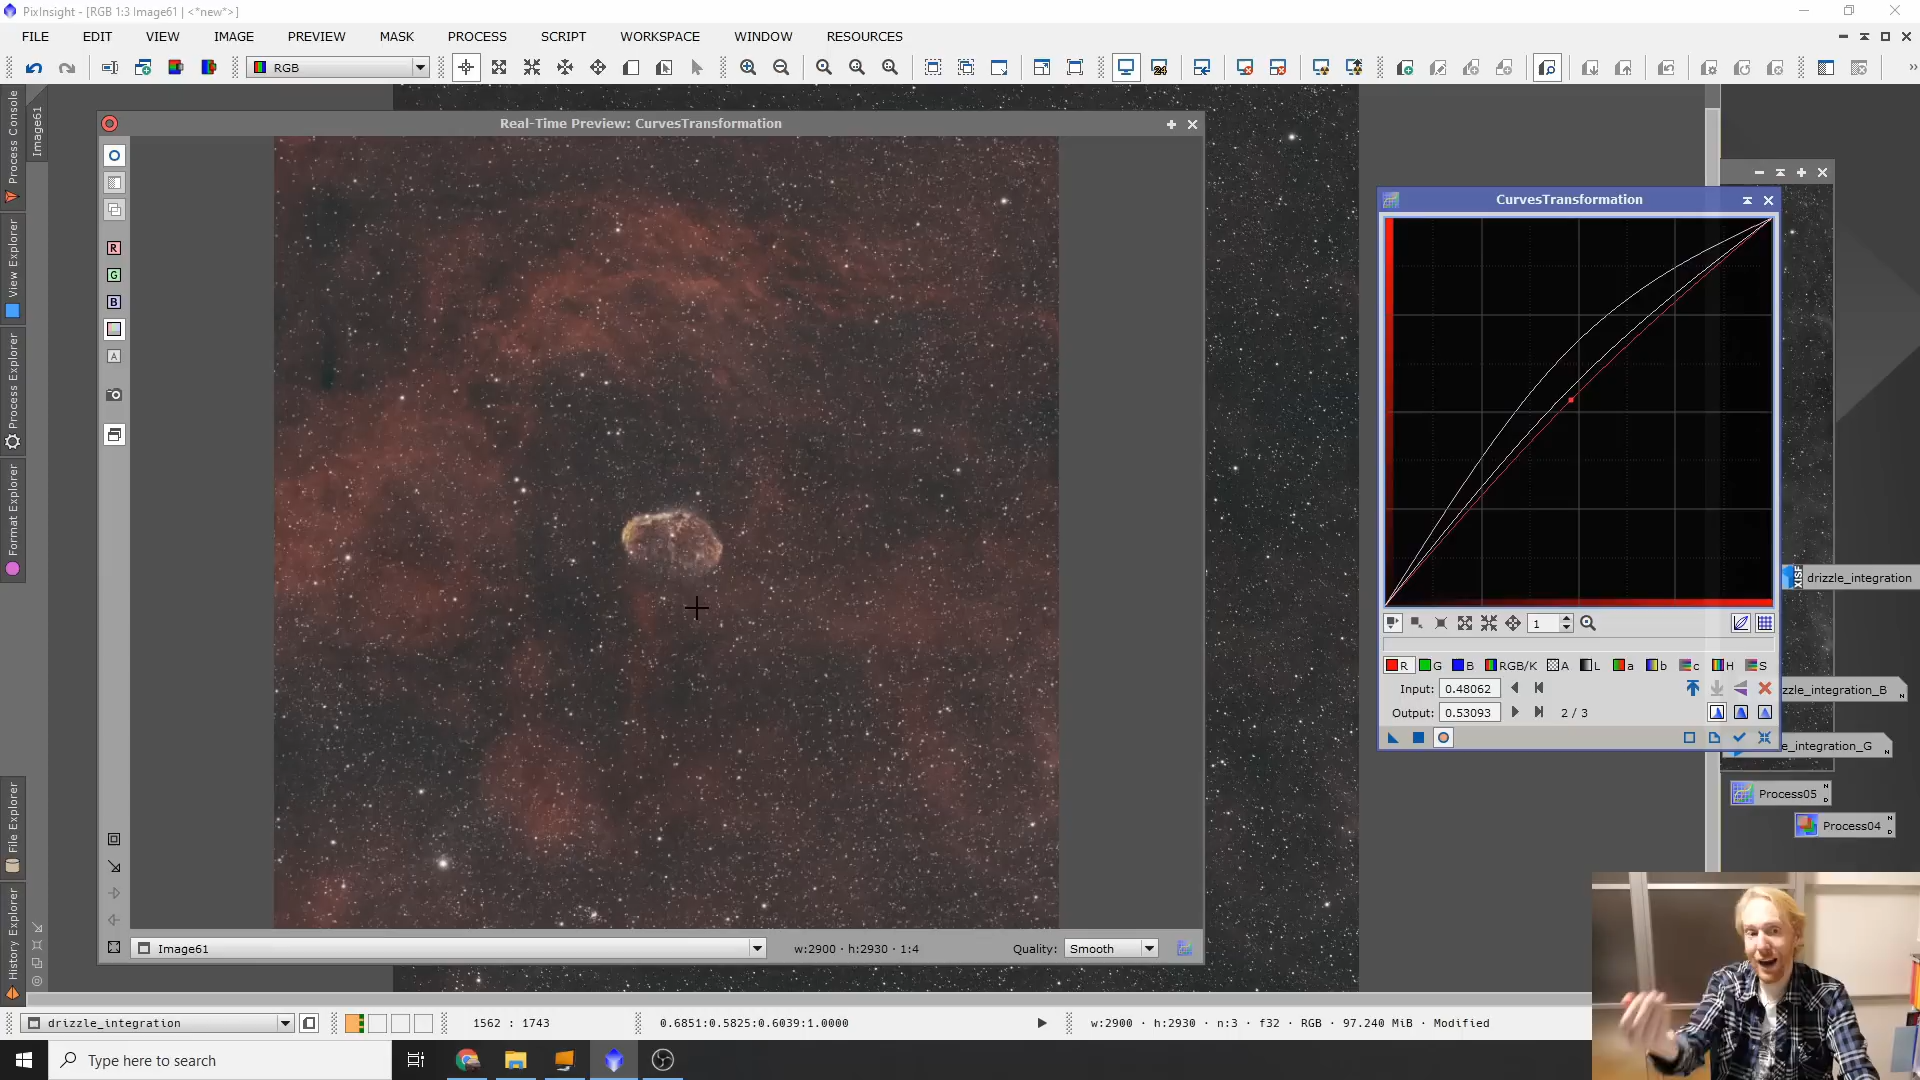 PixInsight - [RGB 1:3 Image61 | <*new*>]
FILE EDIT VIEW IMAGE PREVIEW MASK PROCESS SCRIPT WORKSPACE WINDOW RESOURCES
RGB
24
Process Console
View Explorer
Process Explorer
Format Explorer
File Explorer
History Explorer
Image61
Real-Time Preview: CurvesTransformation
R
G
B
A
Image61
w:2900 · h:2930 · 1:4
Quality: Smooth
CurvesTransformation
1
R G B RGB/K A L a b c H S
Input: 0.48062
Output: 0.53093 2 / 3
XISF drizzle_integration
zzle_integration_B N
e_integration_G N
Process05 N D
Process04 N D
drizzle_integration
1562 : 1743
0.6851:0.5825:0.6039:1.0000
w:2900 · h:2930 · n:3 · f32 · RGB · 97.240 MiB · Modified
Type here to search